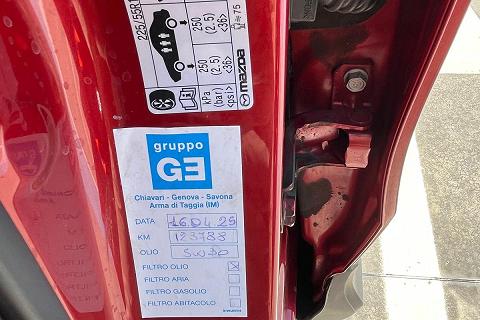 225/55R
250 (2,5) <36>
250 (2,5) <36>
75
kPa (bar) <psi>
mazda
gruppo
GE
Chiavari - Genova - Savona
Arma di Taggia (IM)
DATA 16.04.25
KM 123788
OLIO 5W30
FILTRO OLIO
FILTRO ARIA
FILTRO GASOLIO
FILTRO ABITACOLO